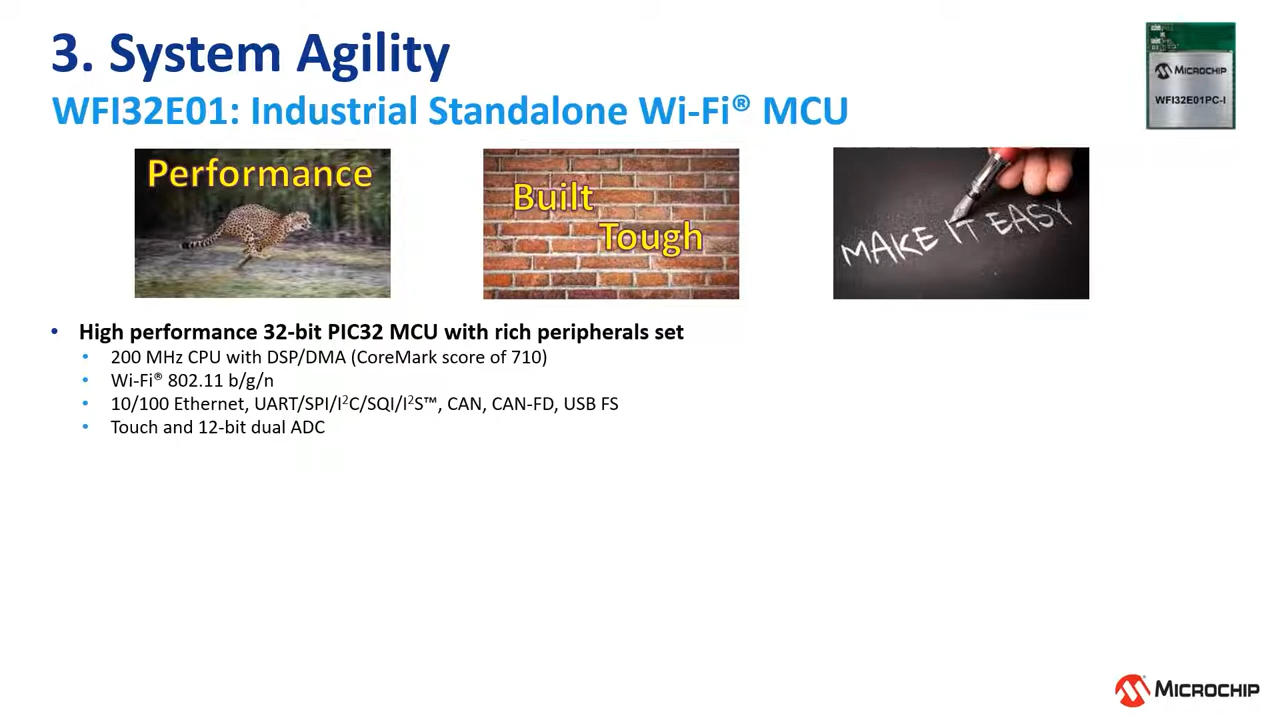 3. System Agility
WFI32E01: Industrial Standalone Wi-Fi® MCU
MICROCHIP
WFI32E01PC-I
Performance
Built
Tough
MAKE IT EASY
• High performance 32-bit PIC32 MCU with rich peripherals set
• 200 MHz CPU with DSP/DMA (CoreMark score of 710)
• Wi-Fi® 802.11 b/g/n
• 10/100 Ethernet, UART/SPI/I²C/SQI/I²S™, CAN, CAN-FD, USB FS
• Touch and 12-bit dual ADC
MICROCHIP